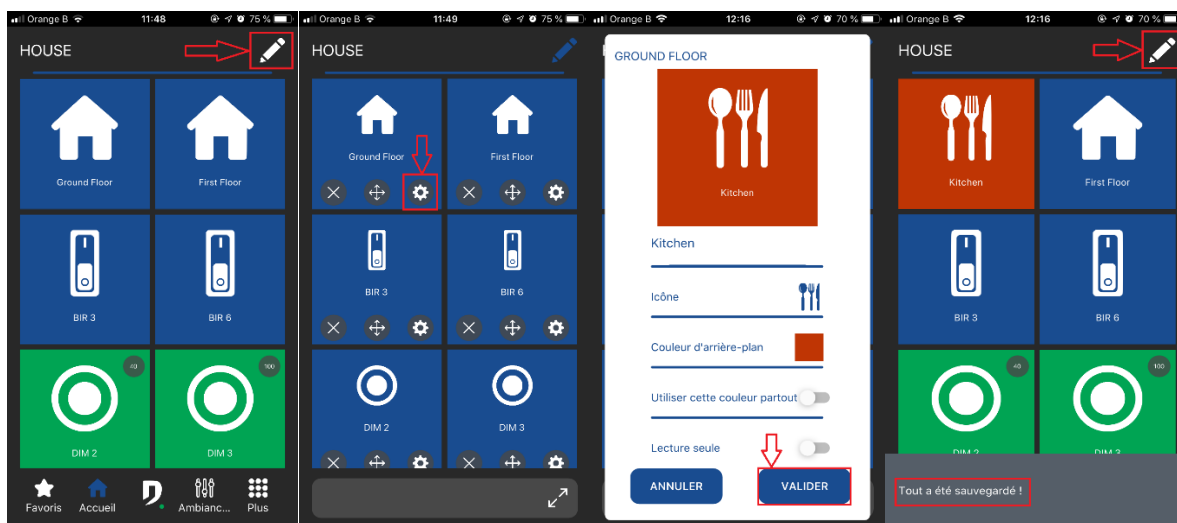 Orange B 11:48 75 %
HOUSE
Ground Floor First Floor
BIR 3 BIR 6
40 100
DIM 2 DIM 3
Favoris Accueil Ambianc... Plus
Orange B 11:49 75 %
HOUSE
Ground Floor First Floor
BIR 3 BIR 6
DIM 2 DIM 3
Orange B 12:16 70 %
GROUND FLOOR
Kitchen
Kitchen
Icône
Couleur d'arrière-plan
Utiliser cette couleur partout
Lecture seule
ANNULER VALIDER
Orange B 12:16 70 %
HOUSE
Kitchen First Floor
BIR 3 BIR 6
40 100
DIM 2 DIM 3
Tout a été sauvegardé !